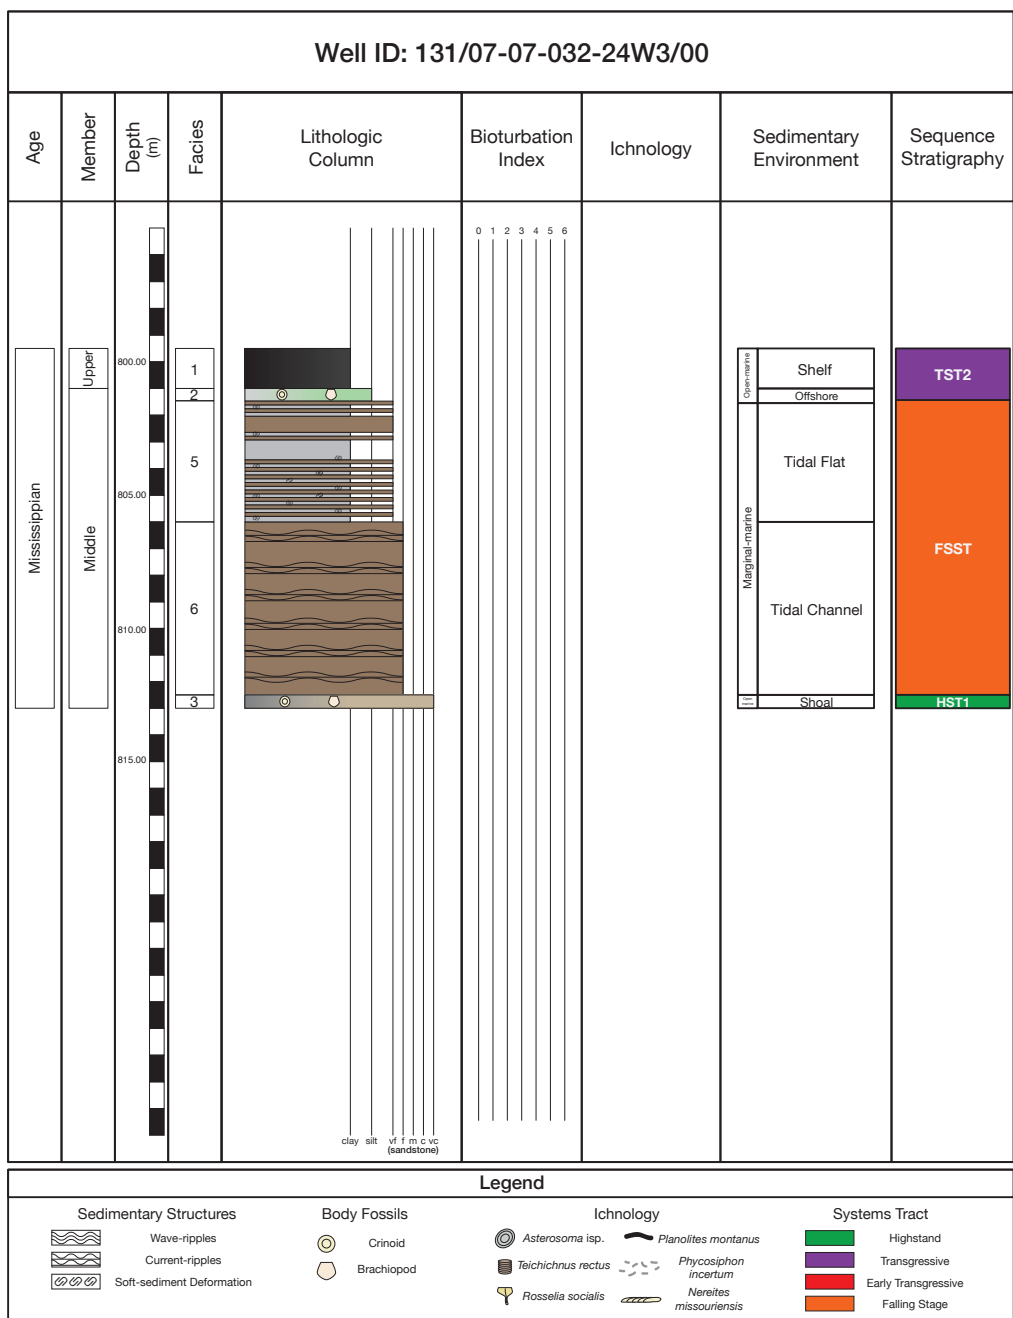 Well ID: 131/07-07-032-24W3/00
Age
Member
Depth
(m)
Facies
Lithologic
Column
Bioturbation
Index
Ichnology
Sedimentary
Environment
Sequence
Stratigraphy
0 1 2 3 4 5 6
Mississippian
Upper
Middle
800.00
805.00
810.00
815.00
1
2
5
6
3
Open-marine
Shelf
Offshore
Marginal-marine
Tidal Flat
Tidal Channel
Open
marine
Shoal
TST2
FSST
HST1
clay silt vf f m c vc
(sandstone)
Legend
Sedimentary Structures
Wave-ripples
Current-ripples
Soft-sediment Deformation
Body Fossils
Crinoid
Brachiopod
Ichnology
Asterosoma isp.
Teichichnus rectus
Rosselia socialis
Planolites montanus
Phycosiphon
incertum
Nereites
missouriensis
Systems Tract
Highstand
Transgressive
Early Transgressive
Falling Stage